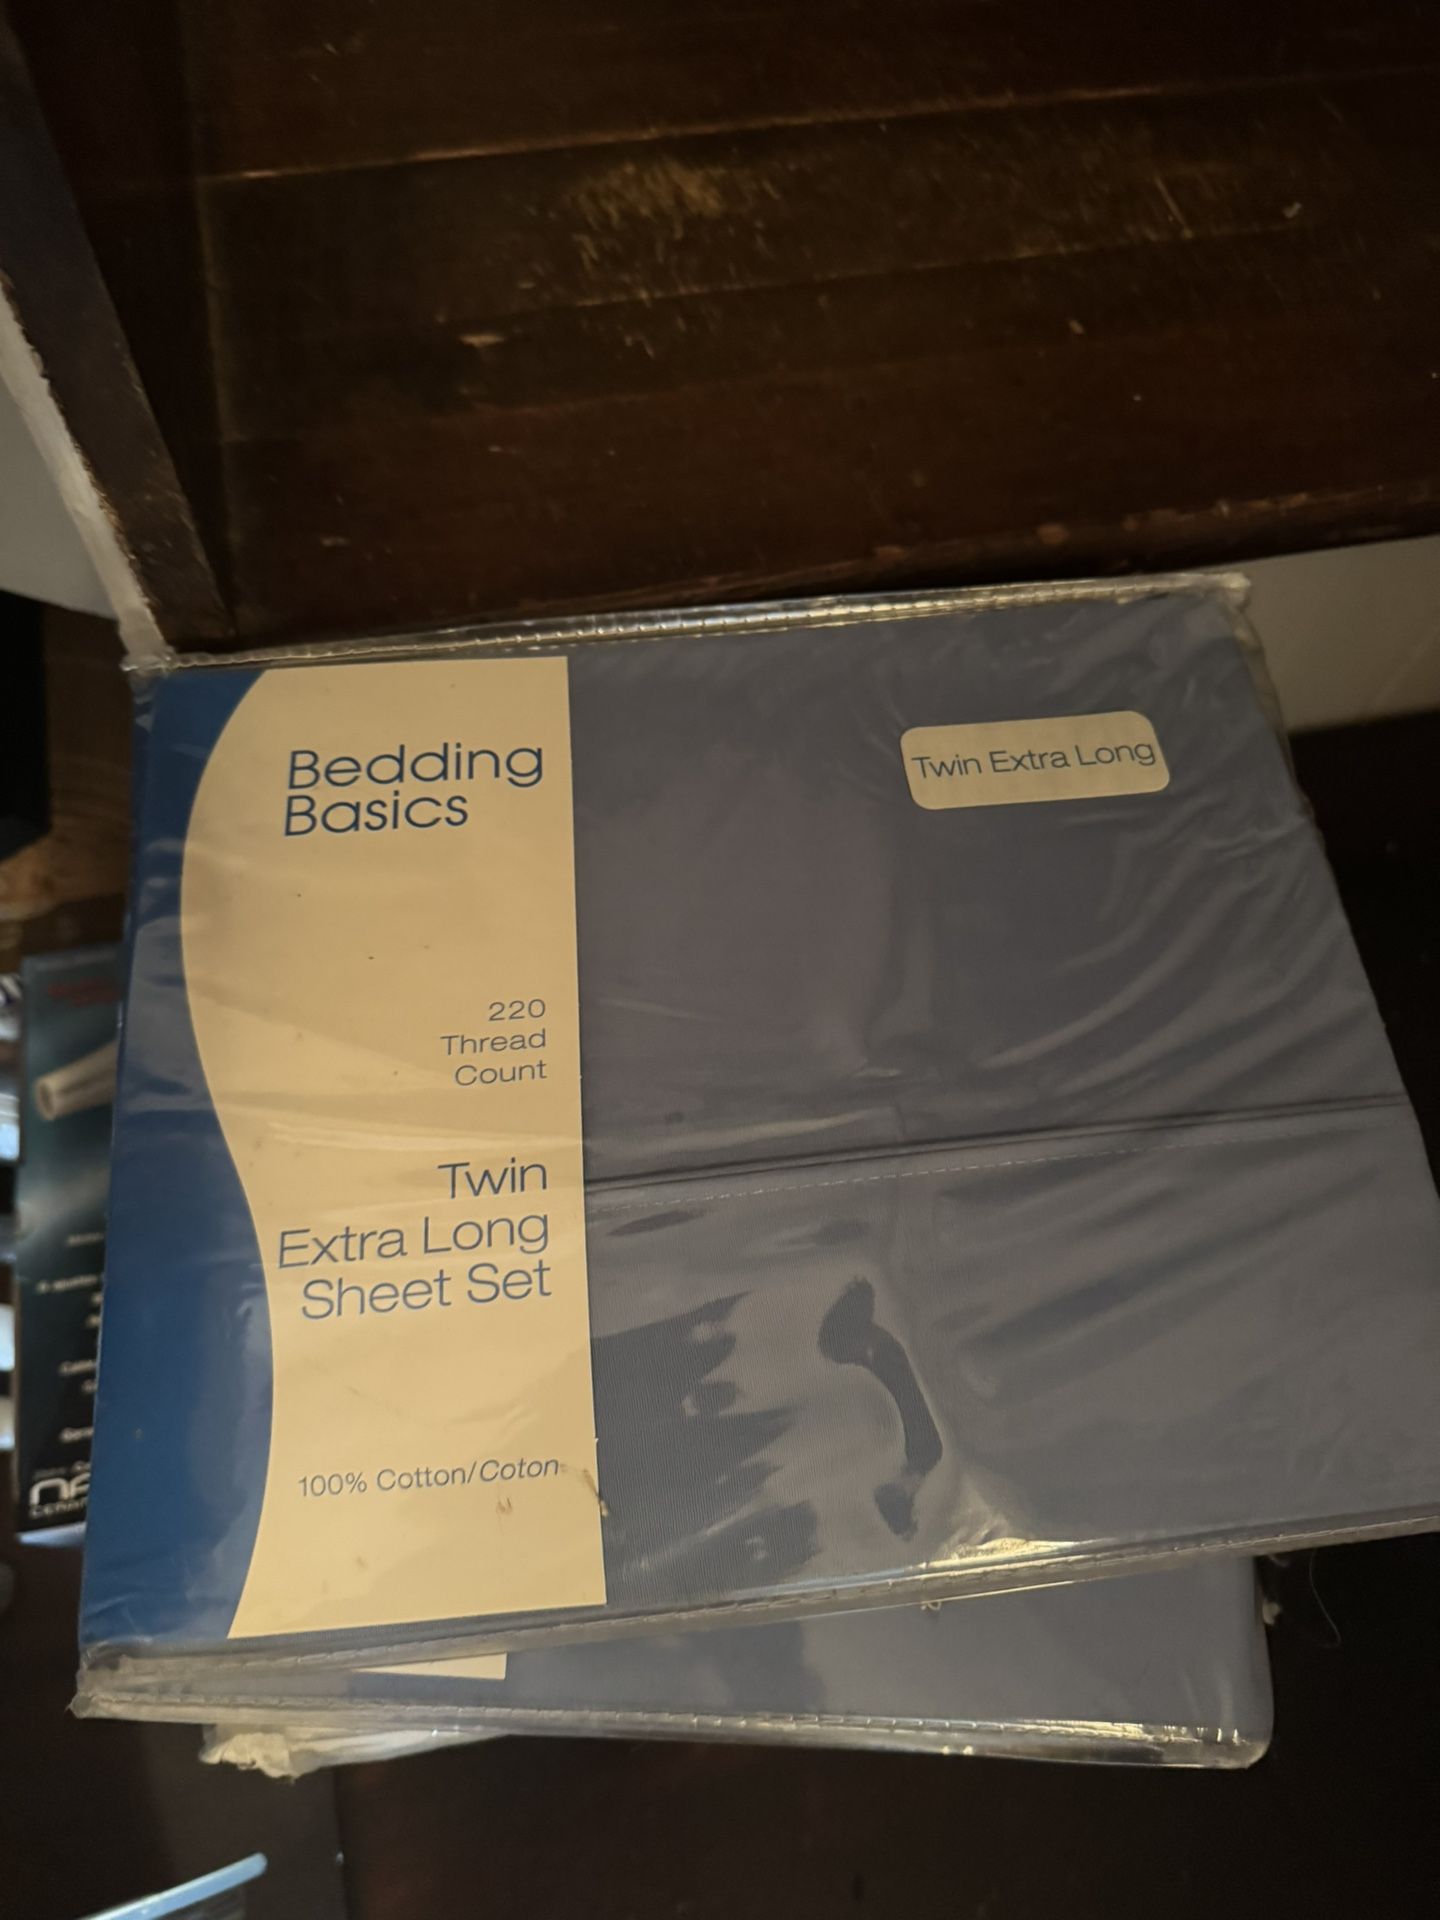 Bedding
Basics
Twin Extra Long
220
Thread
Count
Twin
Extra Long
Sheet Set
100% Cotton/Coton